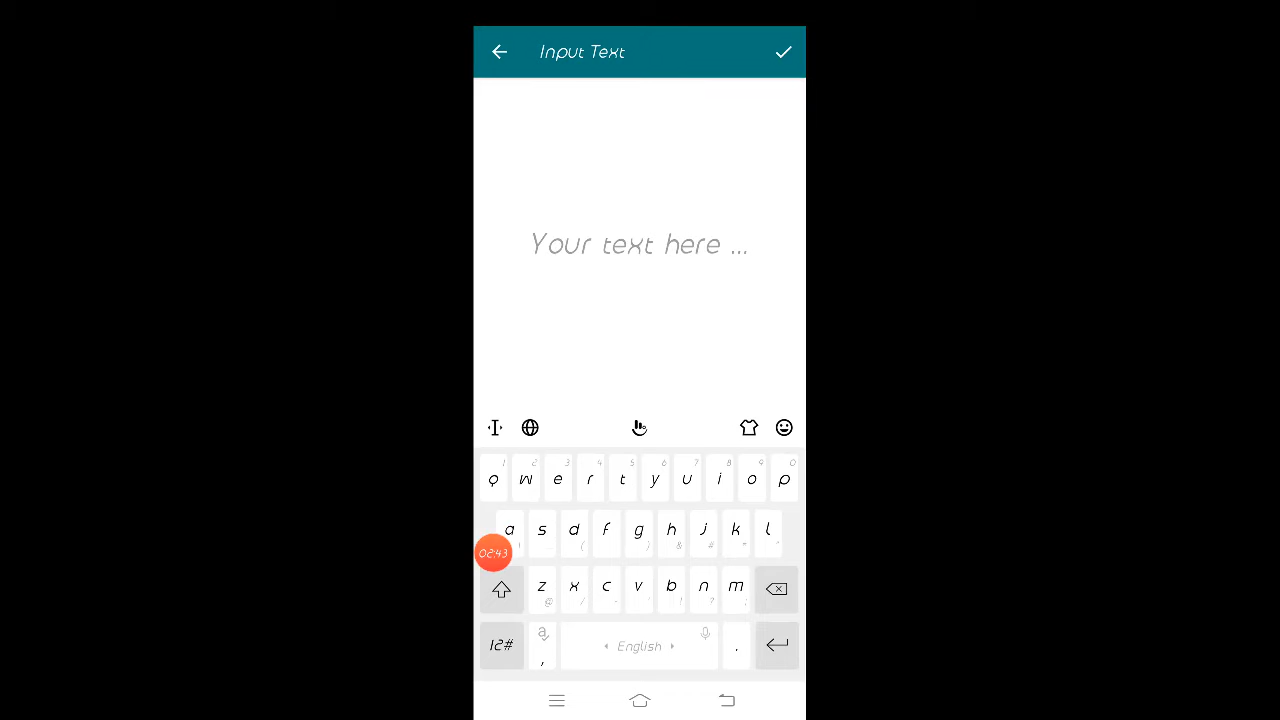 Input Text
Your text here ...
1 2 3 4 5 6 7 8 9 0
q w e r t y u i o p
a s d f g h j k l
( ) & # 
02:43
z x c v b n m
@ / - ' ! ? ;
12# a , English .